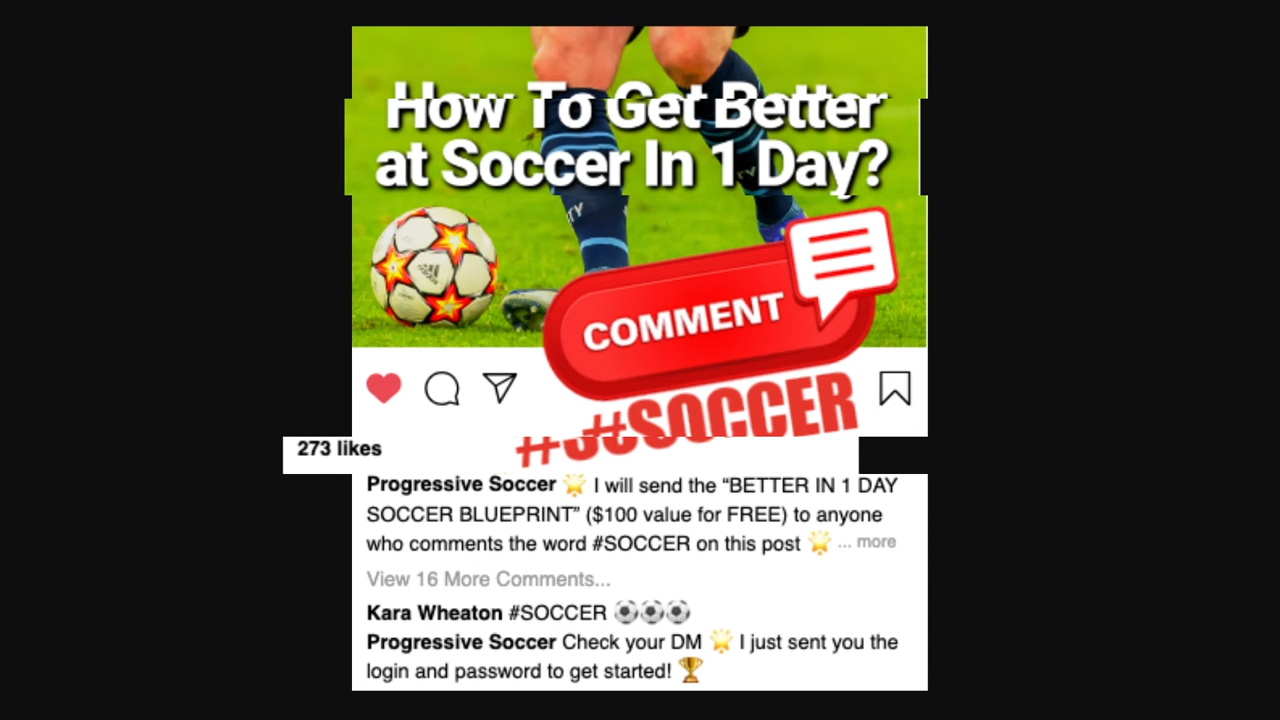 How To Get Better
at Soccer In 1 Day?
TY
TY
adidas
COMMENT
#SOCCER
273 likes
Progressive Soccer 🌟 I will send the “BETTER IN 1 DAY
SOCCER BLUEPRINT” ($100 value for FREE) to anyone
who comments the word #SOCCER on this post 🌟 ... more
View 16 More Comments...
Kara Wheaton #SOCCER ⚽⚽⚽
Progressive Soccer Check your DM 🌟 I just sent you the
login and password to get started! 🏆